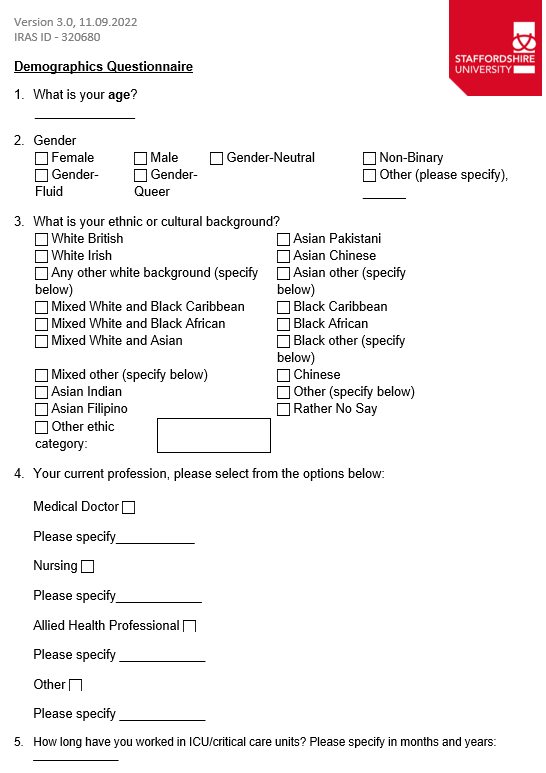 Version 3.0, 11.09.2022
IRAS ID - 320680
STAFFORDSHIRE
UNIVERSITY
Demographics Questionnaire
1. What is your age?
2. Gender
Female Male Gender-Neutral Non-Binary
Gender- Gender- Other (please specify),
Fluid Queer
3. What is your ethnic or cultural background?
White British Asian Pakistani
White Irish Asian Chinese
Any other white background (specify Asian other (specify
below) below)
Mixed White and Black Caribbean Black Caribbean
Mixed White and Black African Black African
Mixed White and Asian Black other (specify
below)
Mixed other (specify below) Chinese
Asian Indian Other (specify below)
Asian Filipino Rather No Say
Other ethic
category:
4. Your current profession, please select from the options below:
Medical Doctor
Please specify____________
Nursing
Please specify_____________
Allied Health Professional
Please specify _____________
Other
Please specify _____________
5. How long have you worked in ICU/critical care units? Please specify in months and years: